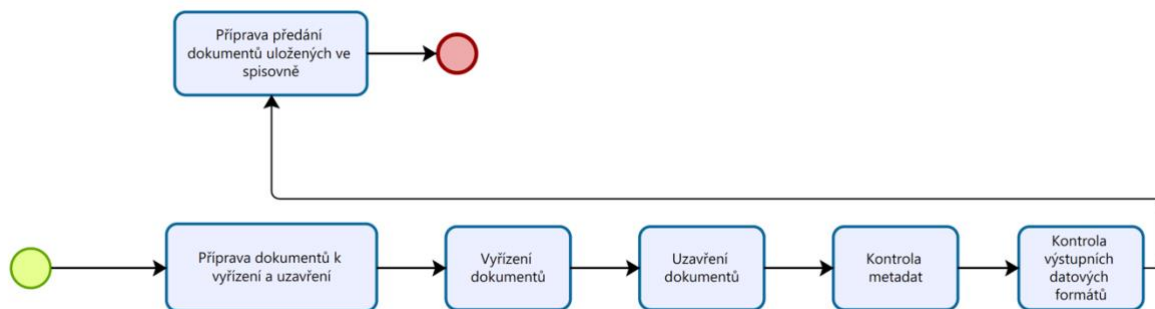 Příprava předání
dokumentů uložených ve
spisovně
Příprava dokumentů k
vyřízení a uzavření
Vyřízení
dokumentů
Uzavření
dokumentů
Kontrola
metadat
Kontrola
výstupních
datových
formátů